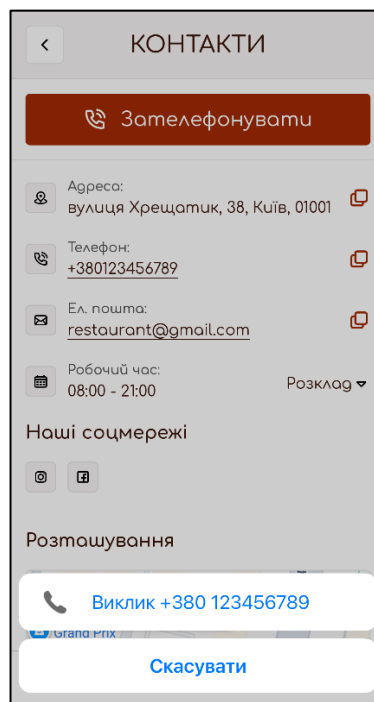 КОНТАКТИ
Зателефонувати
Адреса:
вулиця Хрещатик, 38, Київ, 01001
Телефон:
+380123456789
Ел. пошта:
restaurant@gmail.com
Робочий час:
08:00 - 21:00
Розклад
Наші соцмережі
Розташування
Виклик +380 123456789
Grand Prix
Скасувати